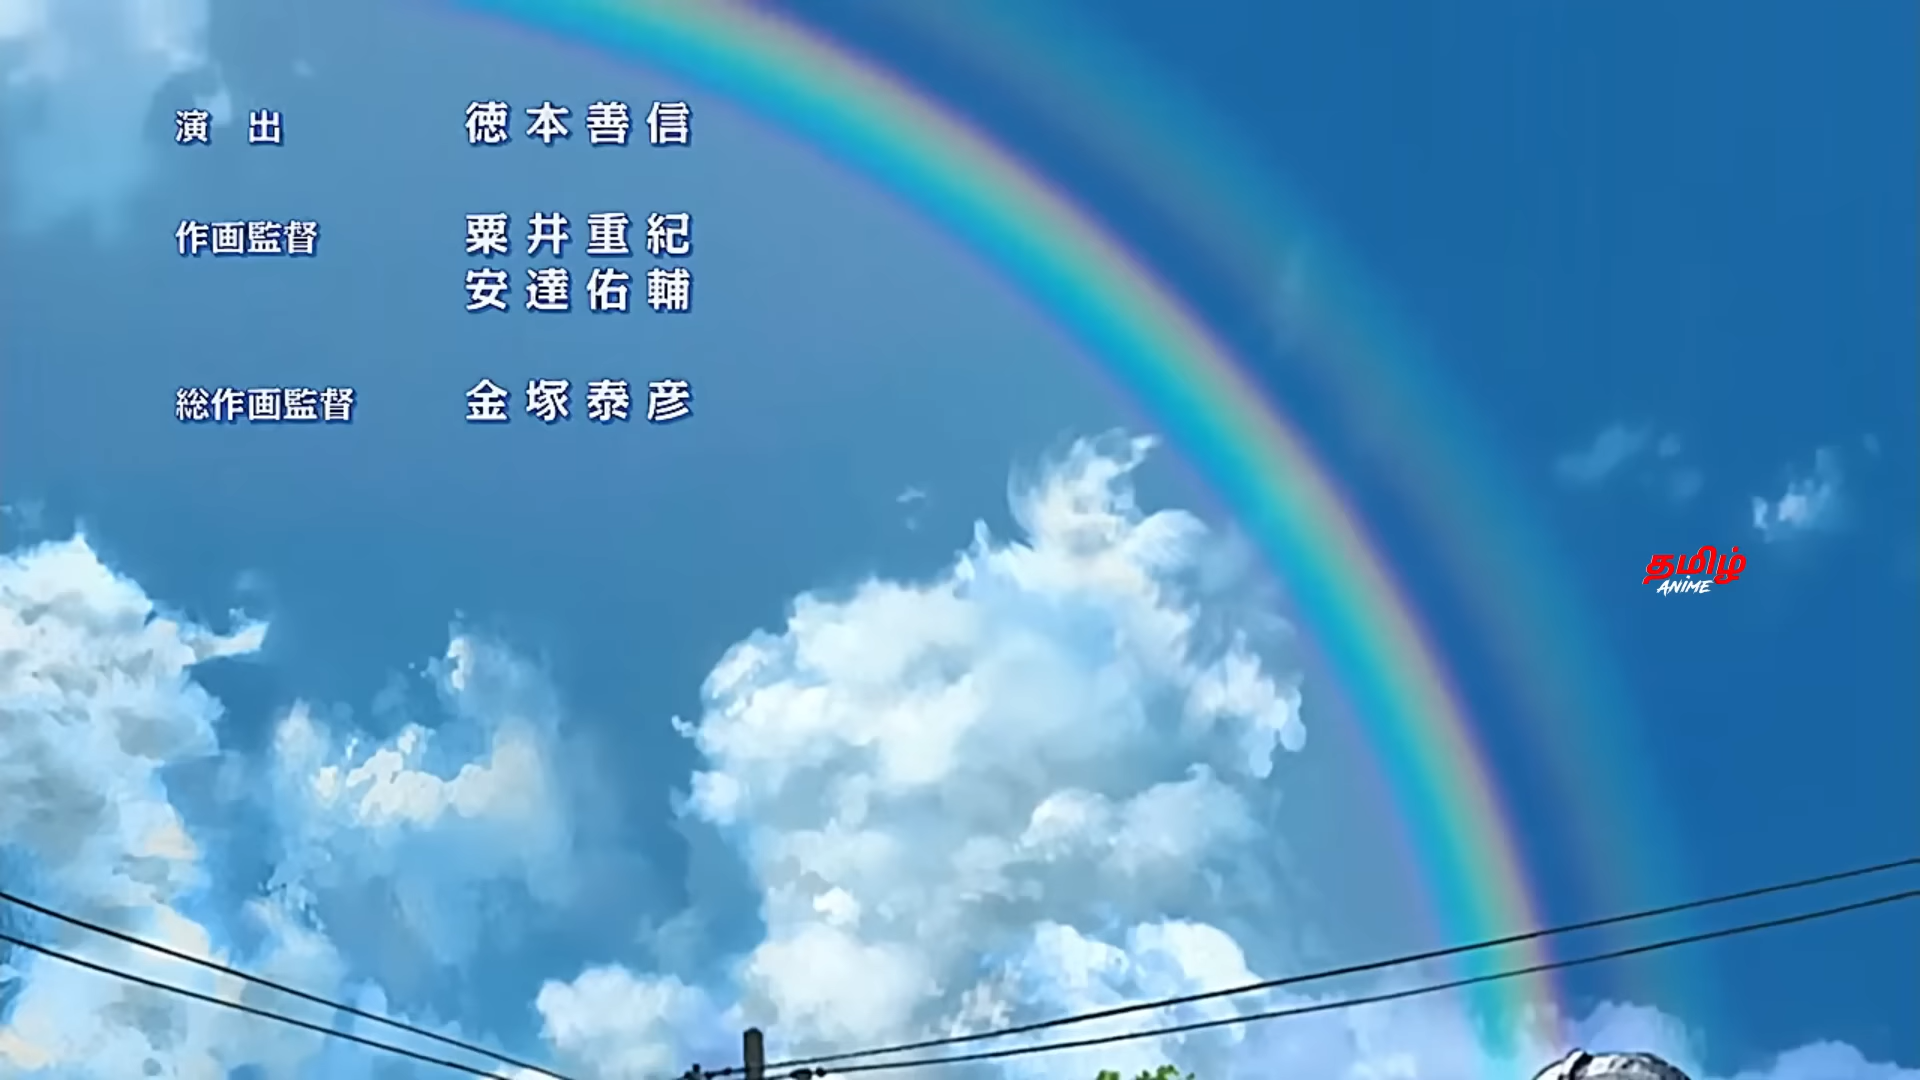 演 出 徳本善信
作画監督 粟井重紀
安達佑輔
総作画監督 金塚泰彦
தமிழ்
ANIME